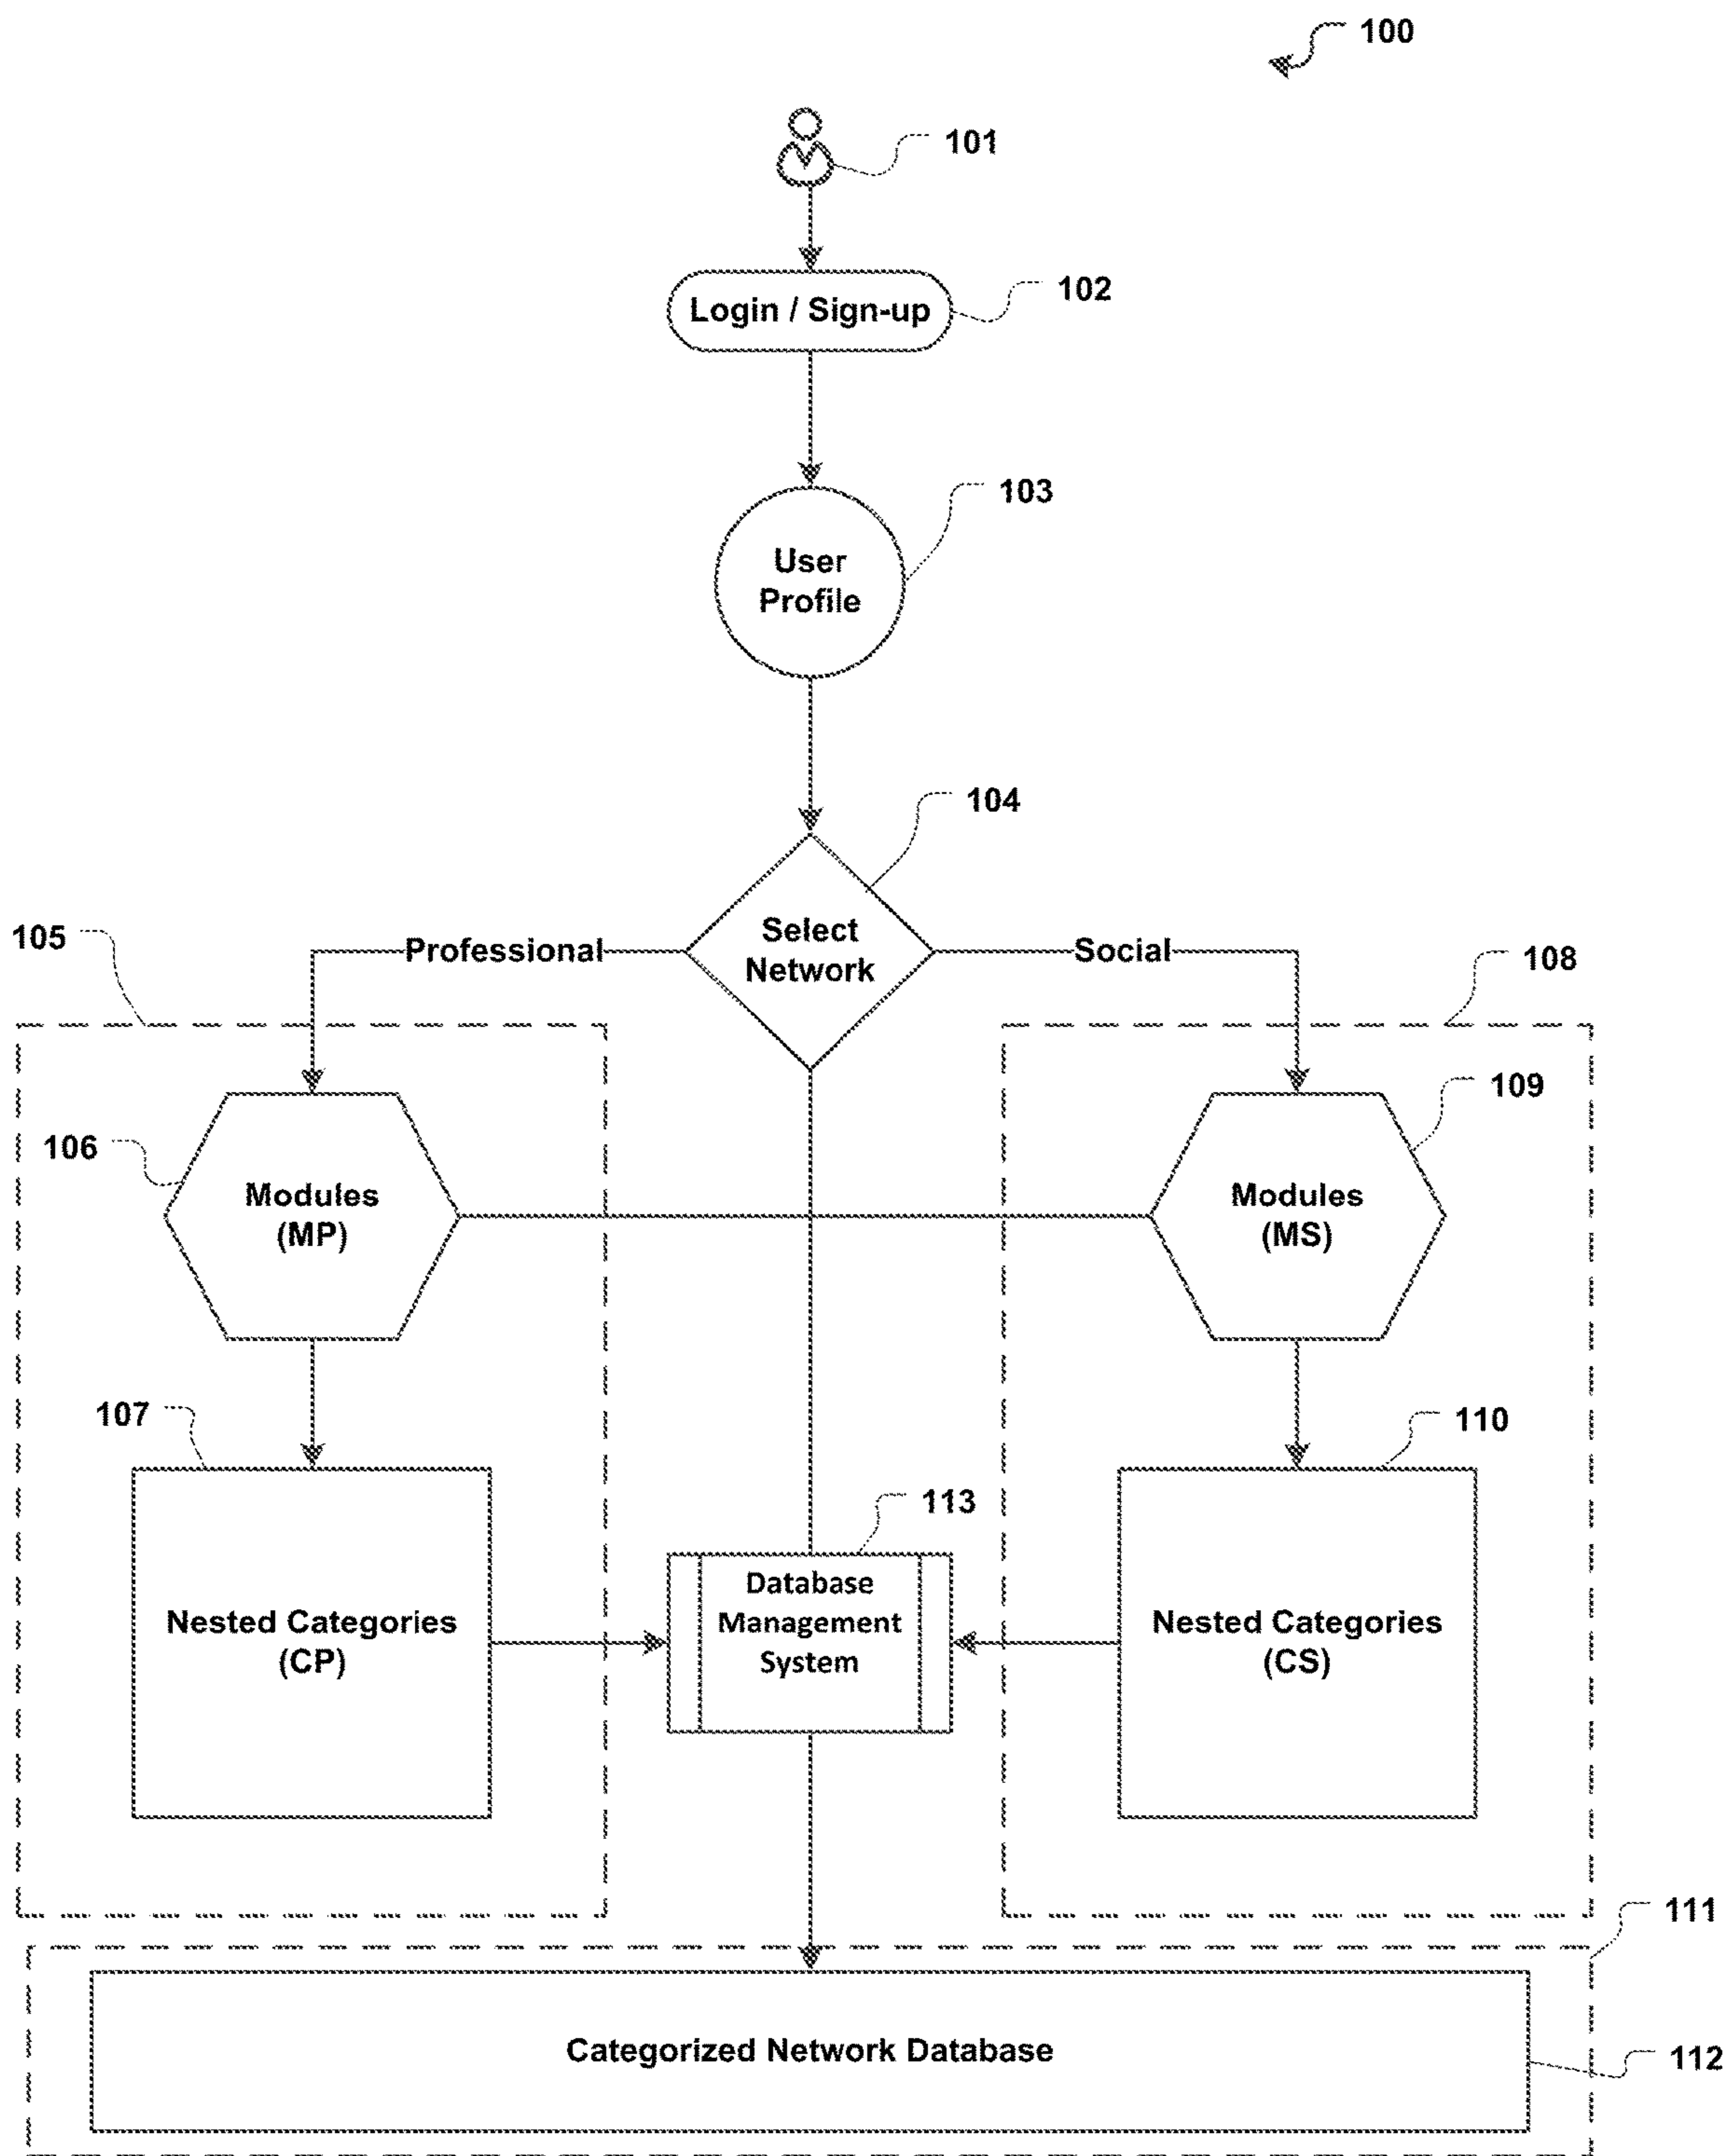 100
101
Login / Sign-up
102
103
User
Profile
104
Select
Network
Professional
Social
105
108
109
106
Modules
(MP)
Modules
(MS)
107
110
113
Database
Management
System
Nested Categories
(CP)
Nested Categories
(CS)
111
Categorized Network Database
112